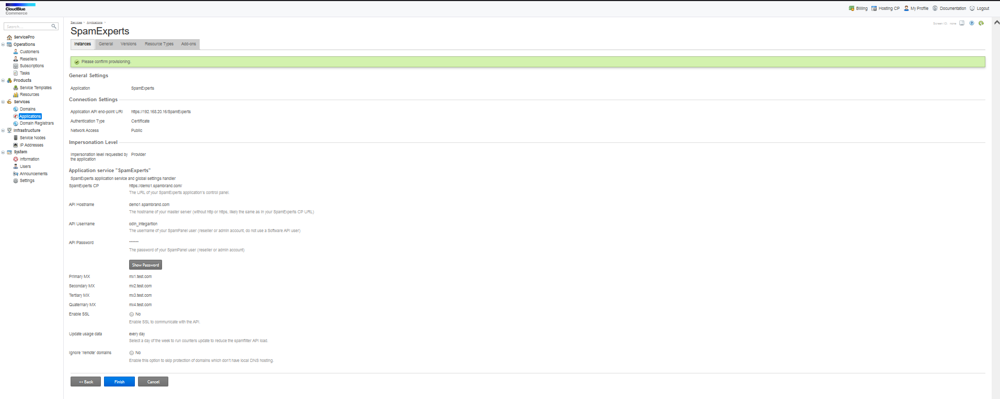 CloudBlue
Commerce
Billing Hosting CP My Profile Documentation Logout
Search...
ServicePro
Operations
Customers
Resellers
Subscriptions
Tasks
Products
Service Templates
Resources
Services
Domains
Applications
Domain Registrars
Infrastructure
Service Nodes
IP Addresses
System
Information
Users
Announcements
Settings
Services > Applications >
Screen ID: none
SpamExperts
Instances General Versions Resource Types Add-ons
Please confirm provisioning.
General Settings
Application SpamExperts
Connection Settings
Application API end-point URI https://192.168.20.16/SpamExperts
Authentication Type Certificate
Network Access Public
Impersonation Level
Impersonation level requested by Provider
the application
Application service "SpamExperts"
SpamExperts application service and global settings handler
SpamExperts CP https://demo1.spambrand.com/
The URL of your SpamExperts application's control panel.
API Hostname demo1.spambrand.com
The hostname of your master server (without http or https, likely the same as in your SpamExperts CP URL)
API Username odin_integartion
The username of your SpamPanel user (reseller or admin account, do not use a Software API user)
API Password ******
The password of your SpamPanel user (reseller or admin account)
Show Password
Primary MX mx1.test.com
Secondary MX mx2.test.com
Tertiary MX mx3.test.com
Quaternary MX mx4.test.com
Enable SSL No
Enable SSL to communicate with the API.
Update usage data every day
Select a day of the week to run counters update to reduce the spamfilter API load.
Ignore 'remote' domains No
Enable this option to skip protection of domains which don't have local DNS hosting.
<< Back Finish Cancel